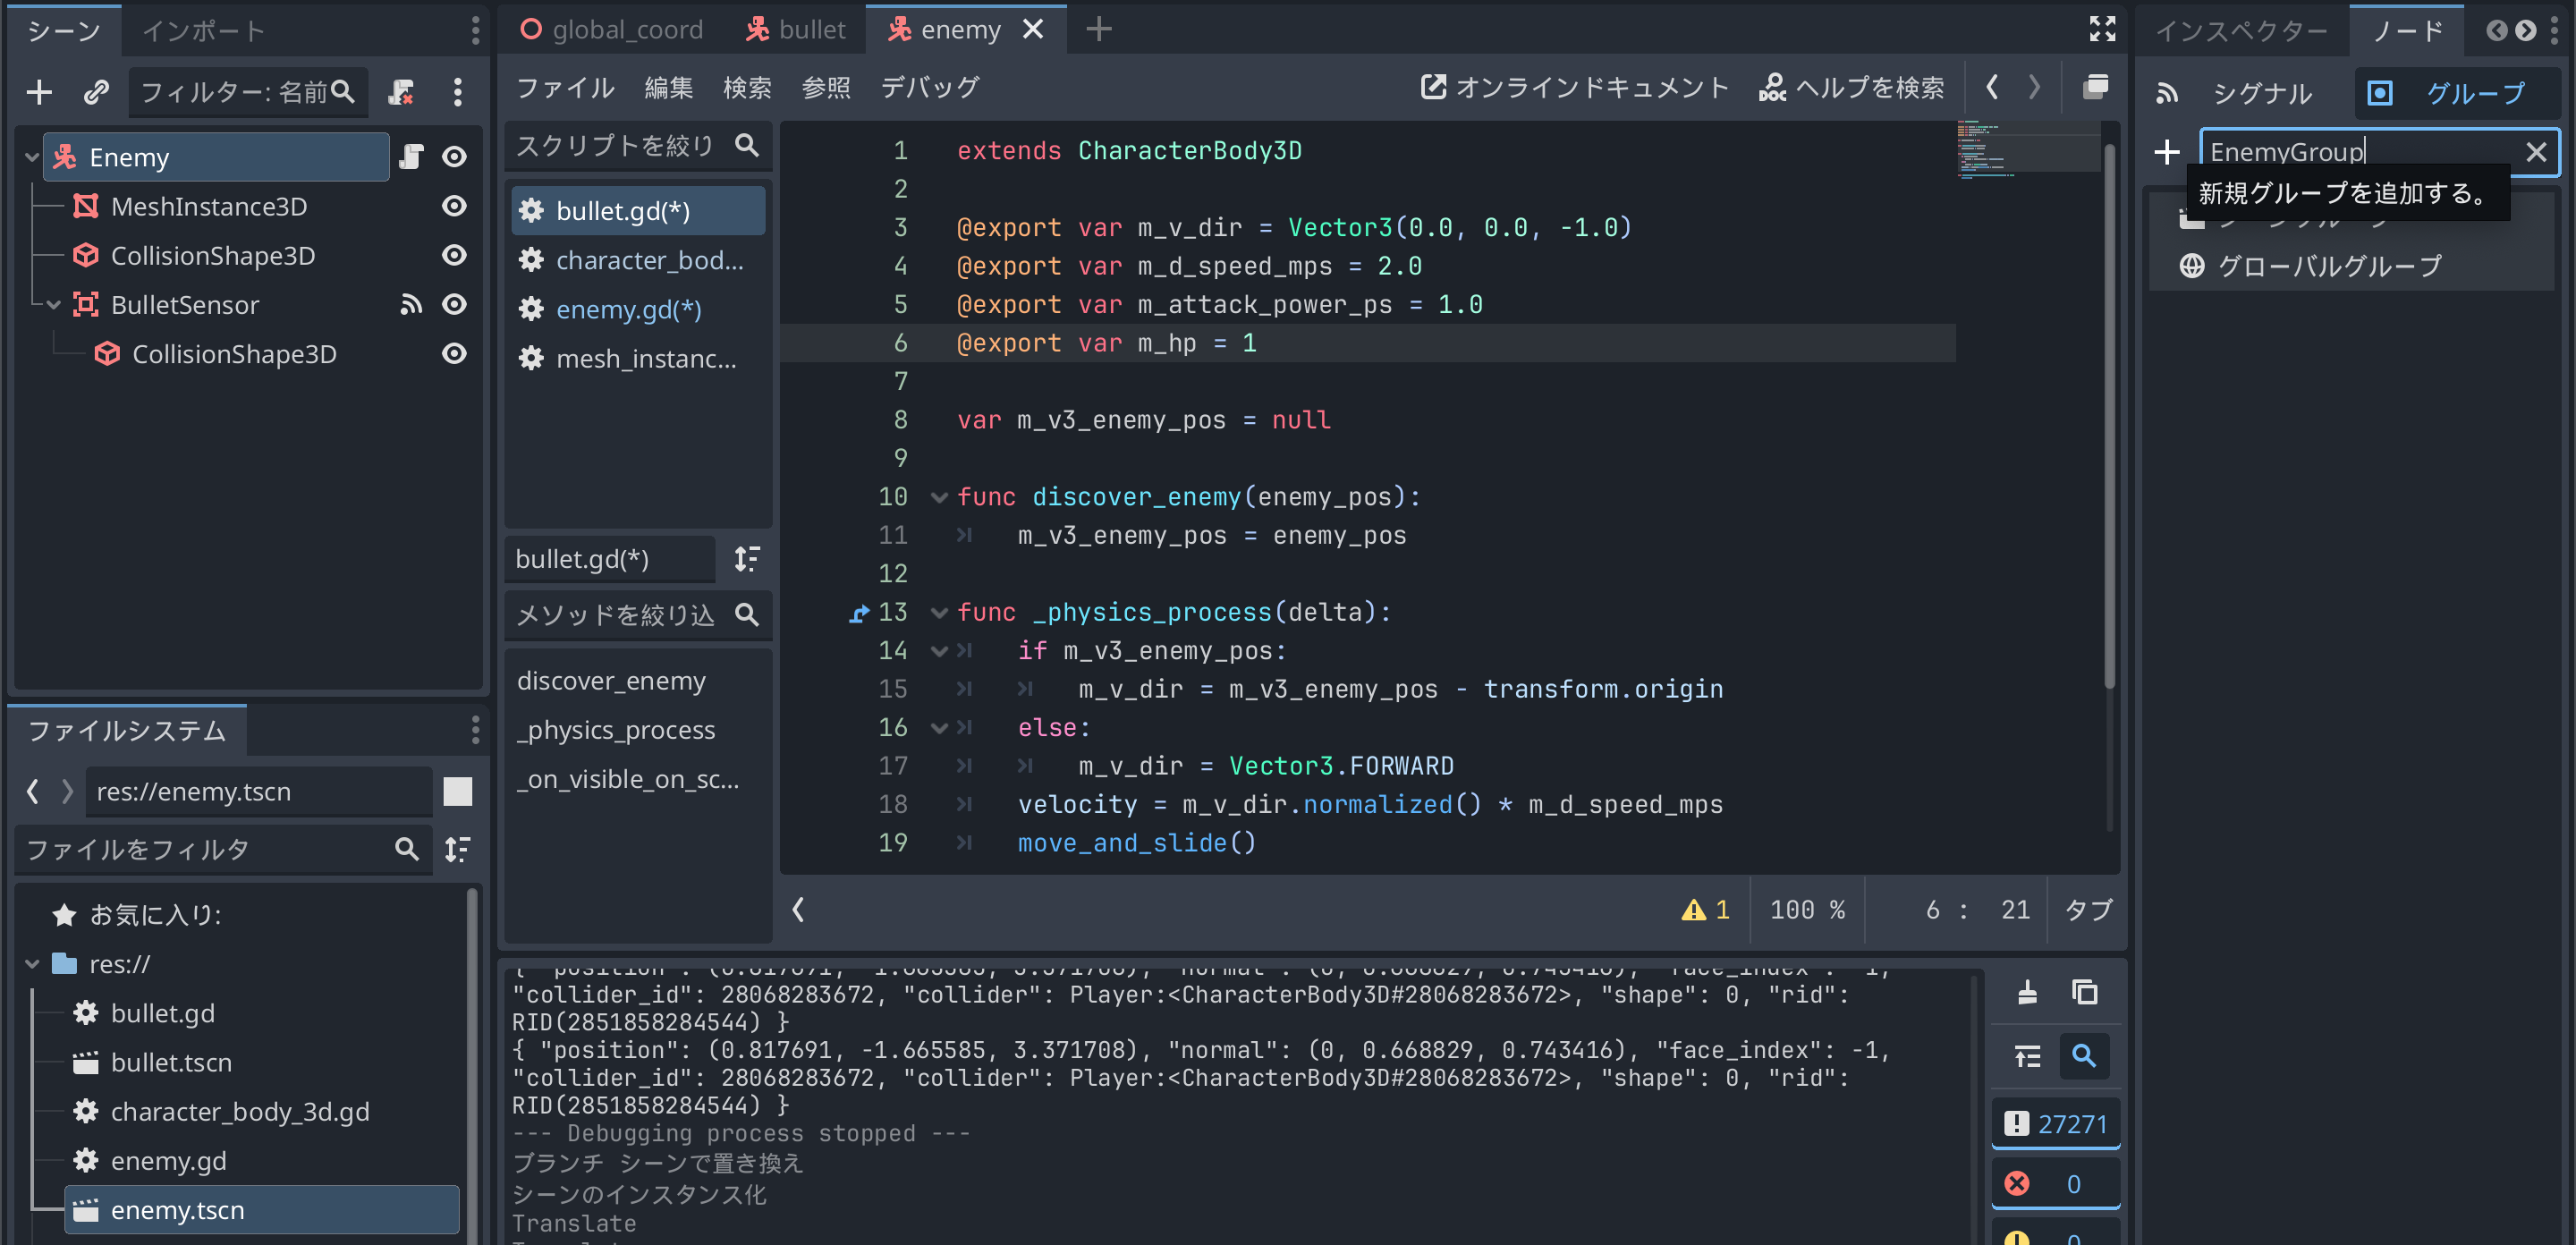 シーン
インポート
フィルター: 名前
Enemy
MeshInstance3D
CollisionShape3D
BulletSensor
CollisionShape3D
ファイルシステム
res://enemy.tscn
ファイルをフィルタ
お気に入り:
res://
bullet.gd
bullet.tscn
character_body_3d.gd
enemy.gd
enemy.tscn
global_coord
bullet
enemy
ファイル 編集 検索 参照 デバッグ
オンラインドキュメント
DOC ヘルプを検索
スクリプトを絞り
bullet.gd(*)
character_bod...
enemy.gd(*)
mesh_instanc...
bullet.gd(*)
メソッドを絞り込
discover_enemy
_physics_process
_on_visible_on_sc...
1 extends CharacterBody3D
2
3 @export var m_v_dir = Vector3(0.0, 0.0, -1.0)
4 @export var m_d_speed_mps = 2.0
5 @export var m_attack_power_ps = 1.0
6 @export var m_hp = 1
7
8 var m_v3_enemy_pos = null
9
10 func discover_enemy(enemy_pos):
11 m_v3_enemy_pos = enemy_pos
12
13 func _physics_process(delta):
14 if m_v3_enemy_pos:
15 m_v_dir = m_v3_enemy_pos - transform.origin
16 else:
17 m_v_dir = Vector3.FORWARD
18 velocity = m_v_dir.normalized() * m_d_speed_mps
19 move_and_slide()
1 100 % 6 : 21 タブ
"collider_id": 28068283672, "collider": Player:<CharacterBody3D#28068283672>, "shape": 0, "rid":
RID(2851858284544) }
{ "position": (0.817691, -1.665585, 3.371708), "normal": (0, 0.668829, 0.743416), "face_index": -1,
"collider_id": 28068283672, "collider": Player:<CharacterBody3D#28068283672>, "shape": 0, "rid":
RID(2851858284544) }
--- Debugging process stopped ---
ブランチ シーンで置き換え
シーンのインスタンス化
Translate
27271
0
インスペクター
ノード
シグナル
グループ
EnemyGroup
新規グループを追加する。
グローバルグループ